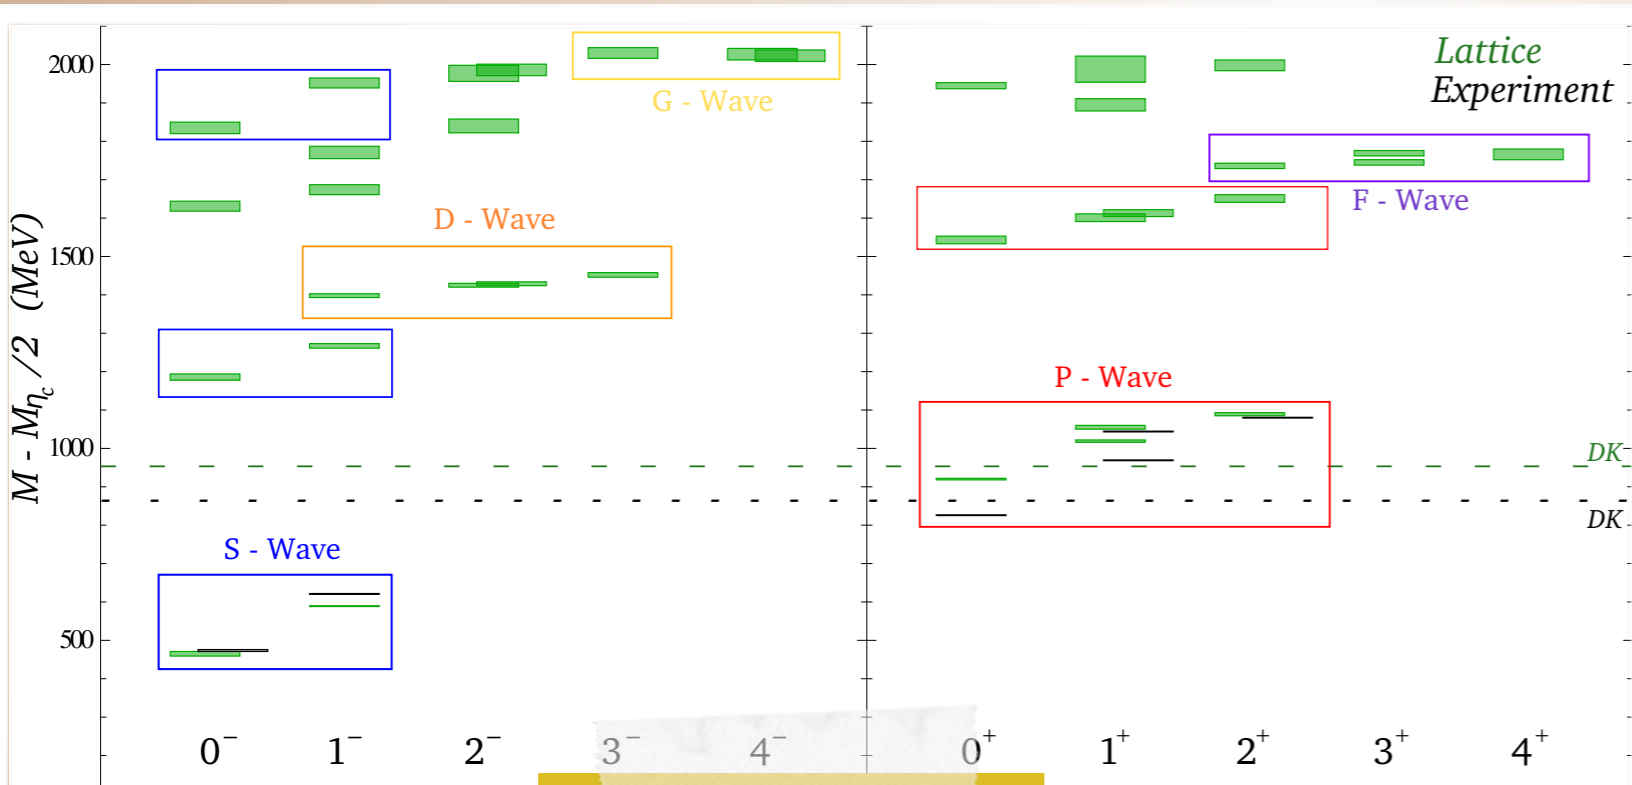 Lattice
Experiment
2000
G - Wave
F - Wave
D - Wave
1500
P - Wave
1000
DK
DK
S - Wave
500
M - M_{η_c}/2 (MeV)
0⁻ 1⁻ 2⁻ 3⁻ 4⁻ 0⁺ 1⁺ 2⁺ 3⁺ 4⁺